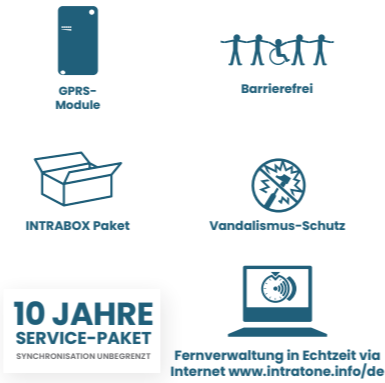 GPRS-
Module
Barrierefrei
INTRABOX Paket
Vandalismus-Schutz
10 JAHRE
SERVICE-PAKET
SYNCHRONISATION UNBEGRENZT
Fernverwaltung in Echtzeit via
Internet www.intratone.info/de